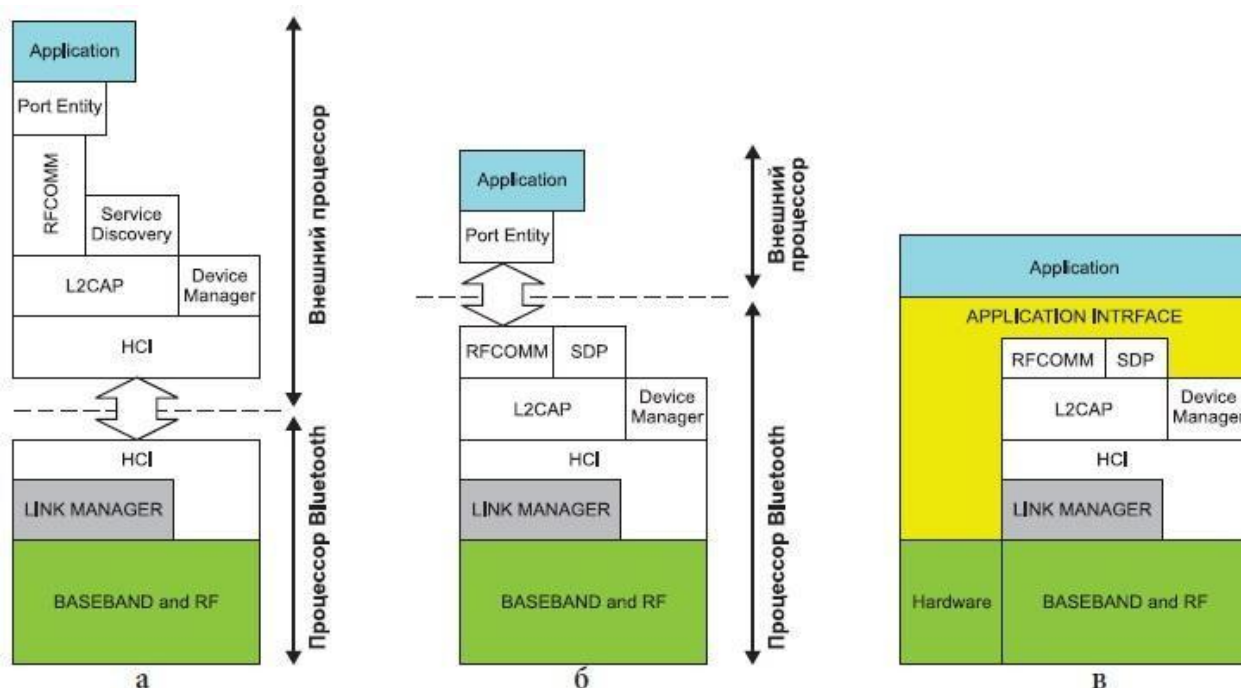 Application
Port Entity
RFCOMM
Service
Discovery
L2CAP
Device
Manager
HCI
HCI
LINK MANAGER
BASEBAND and RF
Внешний процессор
Процесссор Bluetooth
а
Application
Port Entity
RFCOMM
SDP
L2CAP
Device
Manager
HCI
LINK MANAGER
BASEBAND and RF
Внешний
процессор
Процессор Bluetooth
б
Application
APPLICATION INTRFACE
RFCOMM
SDP
L2CAP
Device
Manager
HCI
LINK MANAGER
Hardware
BASEBAND and RF
в